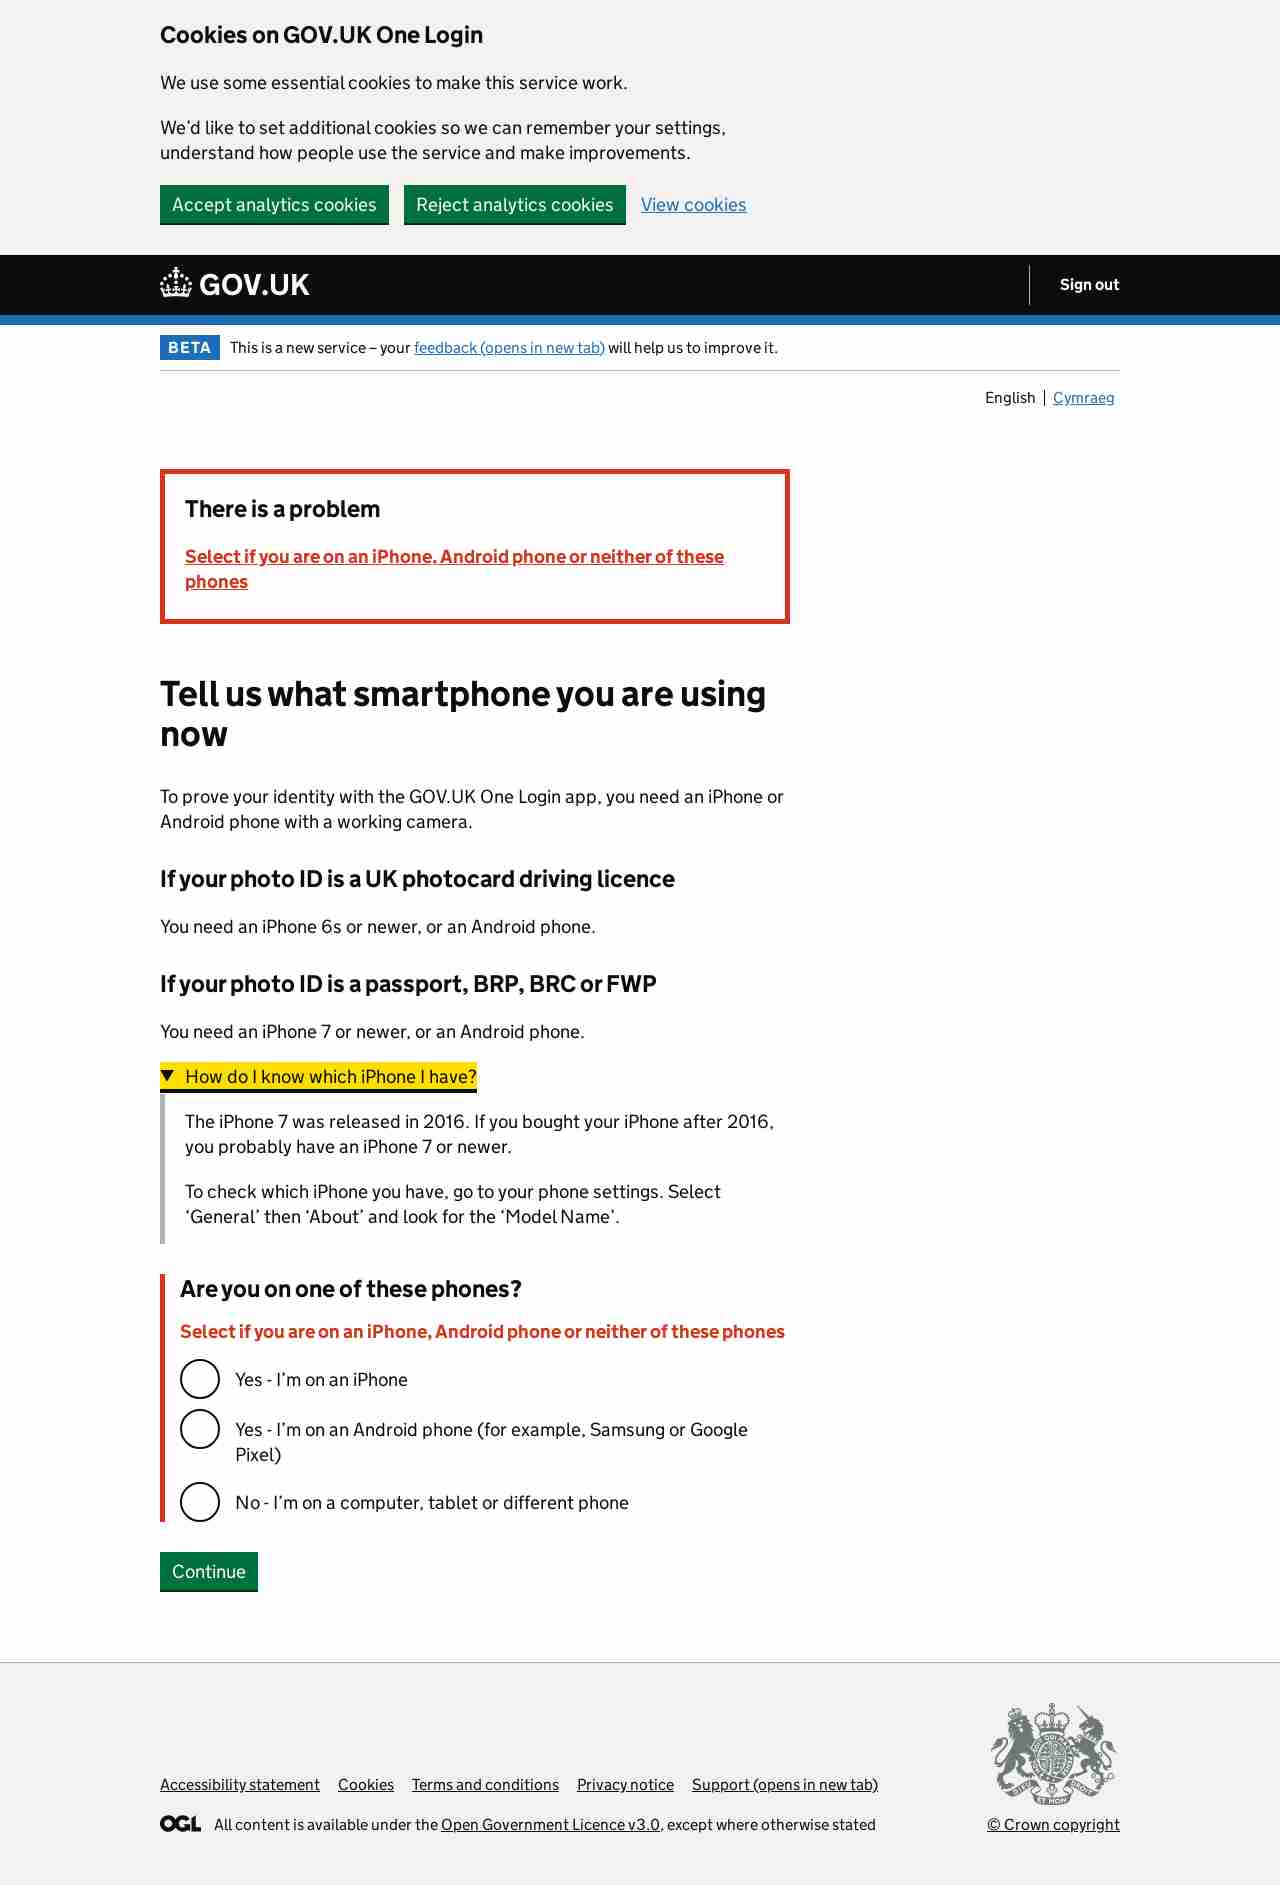 Cookies on GOV.UK One Login
We use some essential cookies to make this service work.
We’d like to set additional cookies so we can remember your settings,
understand how people use the service and make improvements.
Accept analytics cookies Reject analytics cookies View cookies
GOV.UK Sign out
BETA This is a new service – your feedback (opens in new tab) will help us to improve it.
English Cymraeg
There is a problem
Select if you are on an iPhone, Android phone or neither of these
phones
Tell us what smartphone you are using
now
To prove your identity with the GOV.UK One Login app, you need an iPhone or
Android phone with a working camera.
If your photo ID is a UK photocard driving licence
You need an iPhone 6s or newer, or an Android phone.
If your photo ID is a passport, BRP, BRC or FWP
You need an iPhone 7 or newer, or an Android phone.
How do I know which iPhone I have?
The iPhone 7 was released in 2016. If you bought your iPhone after 2016,
you probably have an iPhone 7 or newer.
To check which iPhone you have, go to your phone settings. Select
‘General’ then ‘About’ and look for the ‘Model Name’.
Are you on one of these phones?
Select if you are on an iPhone, Android phone or neither of these phones
Yes - I’m on an iPhone
Yes - I’m on an Android phone (for example, Samsung or Google
Pixel)
No - I’m on a computer, tablet or different phone
Continue
Accessibility statement Cookies Terms and conditions Privacy notice Support (opens in new tab)
OGL All content is available under the Open Government Licence v3.0, except where otherwise stated
© Crown copyright